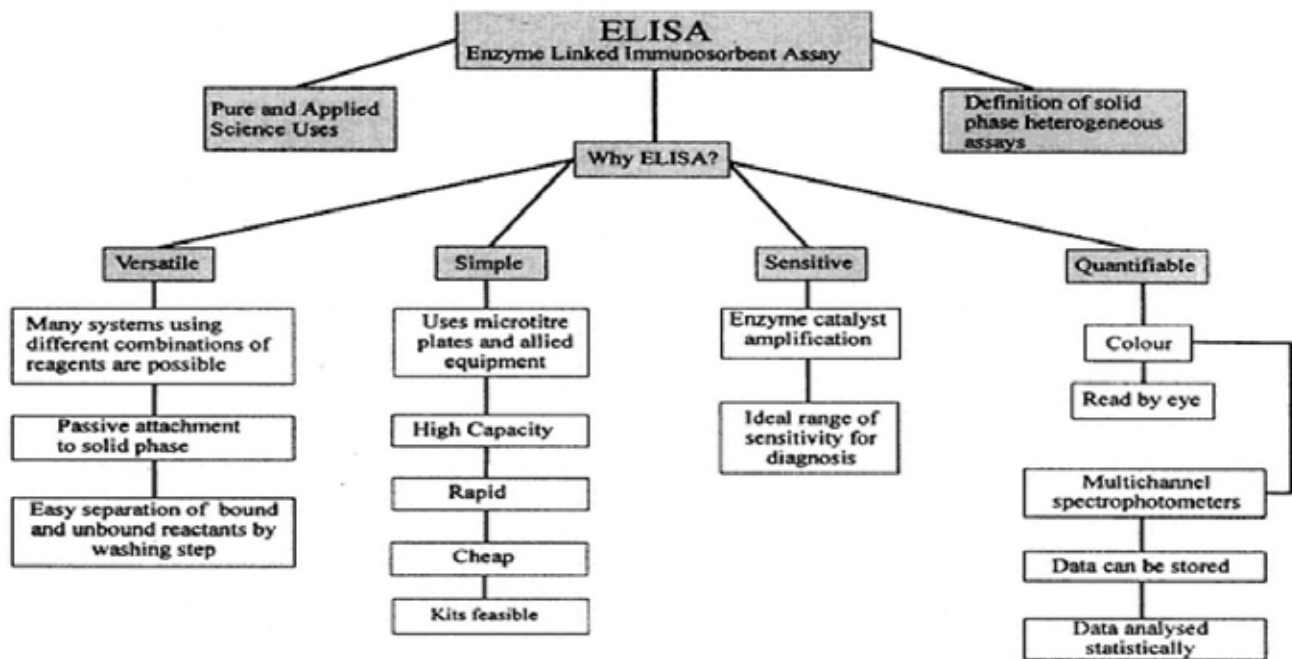 ELISA
Enzyme Linked Immunosorbent Assay
Pure and Applied
Science Uses
Definition of solid
phase heterogeneous
assays
Why ELISA?
Versatile
Simple
Sensitive
Quantifiable
Many systems using
different combinations of
reagents are possible
Passive attachment
to solid phase
Easy separation of bound
and unbound reactants by
washing step
Uses microtitre
plates and allied
equipment
High Capacity
Rapid
Cheap
Kits feasible
Enzyme catalyst
amplification
Ideal range of
sensitivity for
diagnosis
Colour
Read by eye
Multichannel
spectrophotometers
Data can be stored
Data analysed
statistically